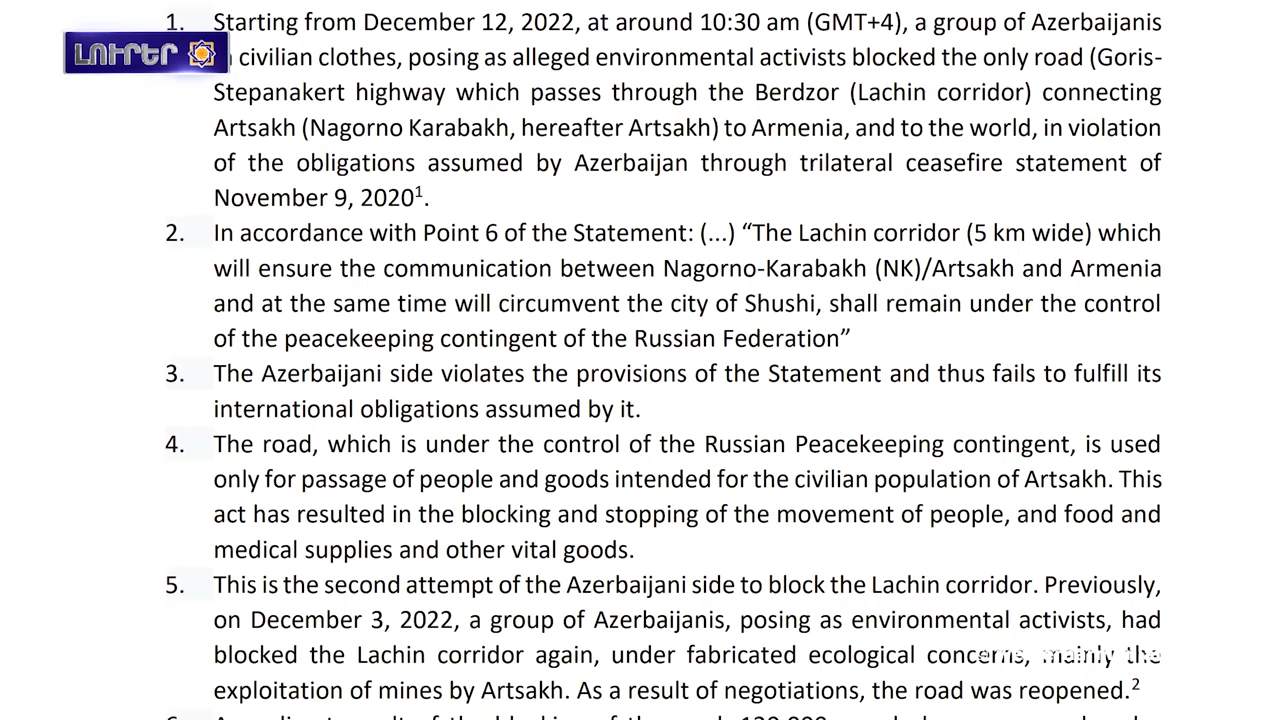 1. Starting from December 12, 2022, at around 10:30 am (GMT+4), a group of Azerbaijanis
ԼՈՒՐԵՐ
civilian clothes, posing as alleged environmental activists blocked the only road (Goris-
Stepanakert highway which passes through the Berdzor (Lachin corridor) connecting
Artsakh (Nagorno Karabakh, hereafter Artsakh) to Armenia, and to the world, in violation
of the obligations assumed by Azerbaijan through trilateral ceasefire statement of
November 9, 2020¹.
2. In accordance with Point 6 of the Statement: (...) “The Lachin corridor (5 km wide) which
will ensure the communication between Nagorno-Karabakh (NK)/Artsakh and Armenia
and at the same time will circumvent the city of Shushi, shall remain under the control
of the peacekeeping contingent of the Russian Federation”
3. The Azerbaijani side violates the provisions of the Statement and thus fails to fulfill its
international obligations assumed by it.
4. The road, which is under the control of the Russian Peacekeeping contingent, is used
only for passage of people and goods intended for the civilian population of Artsakh. This
act has resulted in the blocking and stopping of the movement of people, and food and
medical supplies and other vital goods.
5. This is the second attempt of the Azerbaijani side to block the Lachin corridor. Previously,
on December 3, 2022, a group of Azerbaijanis, posing as environmental activists, had
blocked the Lachin corridor again, under fabricated ecological concerns, mainly the
exploitation of mines by Artsakh. As a result of negotiations, the road was reopened.²